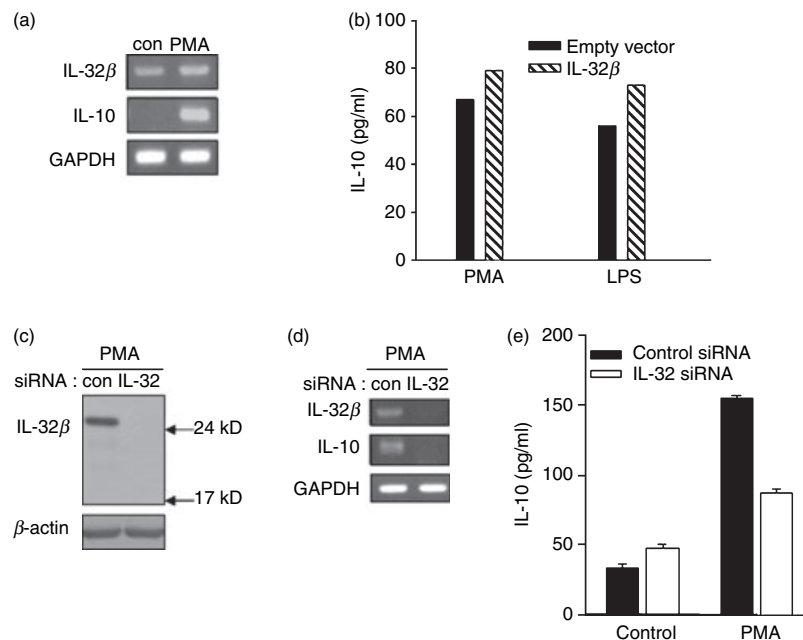 (a)
con PMA
IL-32β
IL-10
GAPDH
(b)
100
80
60
40
20
0
IL-10 (pg/ml)
Empty vector
IL-32β
PMA LPS
(c)
PMA
siRNA : con IL-32
IL-32β
24 kD
17 kD
β-actin
(d)
PMA
siRNA : con IL-32
IL-32β
IL-10
GAPDH
(e)
200
150
100
50
0
IL-10 (pg/ml)
Control siRNA
IL-32 siRNA
Control PMA